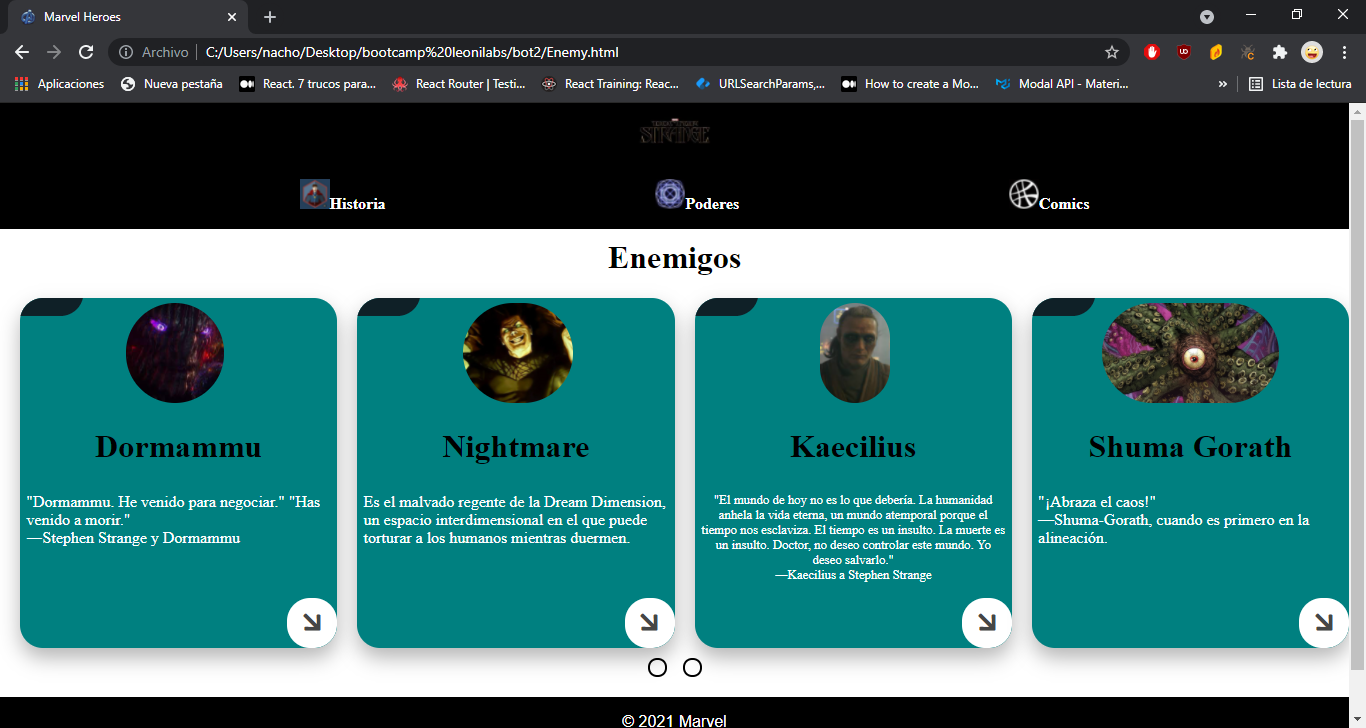 Marvel Heroes
Archivo
C:/Users/nacho/Desktop/bootcamp%20leonilabs/bot2/Enemy.html
Aplicaciones
Nueva pestaña
React. 7 trucos para...
React Router | Testi...
React Training: Reac...
URLSearchParams,...
How to create a Mo...
Modal API - Materi...
»
Lista de lectura
STRANGE
Historia
Poderes
Comics
Enemigos
Dormammu
"Dormammu. He venido para negociar." "Has
venido a morir."
—Stephen Strange y Dormammu
Nightmare
Es el malvado regente de la Dream Dimension,
un espacio interdimensional en el que puede
torturar a los humanos mientras duermen.
Kaecilius
"El mundo de hoy no es lo que debería. La humanidad
anhela la vida eterna, un mundo atemporal porque el
tiempo nos esclaviza. El tiempo es un insulto. La muerte es
un insulto. Doctor, no deseo controlar este mundo. Yo
deseo salvarlo."
—Kaecilius a Stephen Strange
Shuma Gorath
"¡Abraza el caos!"
—Shuma-Gorath, cuando es primero en la
alineación.
© 2021 Marvel